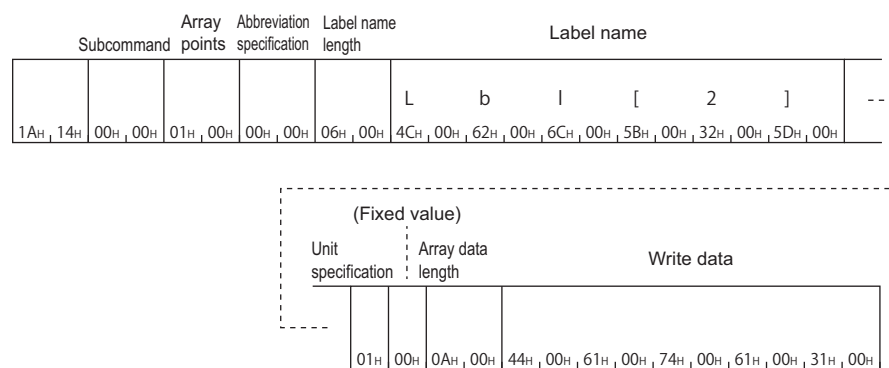 Subcommand Array points Abbreviation specification Label name length Label name
L b l [ 2 ]
1AH 14H 00H 00H 01H 00H 00H 00H 06H 00H 4CH 00H 62H 00H 6CH 00H 5BH 00H 32H 00H 5DH 00H
(Fixed value)
Unit specification Array data length Write data
01H 00H 0AH 00H 44H 00H 61H 00H 74H 00H 61H 00H 31H 00H